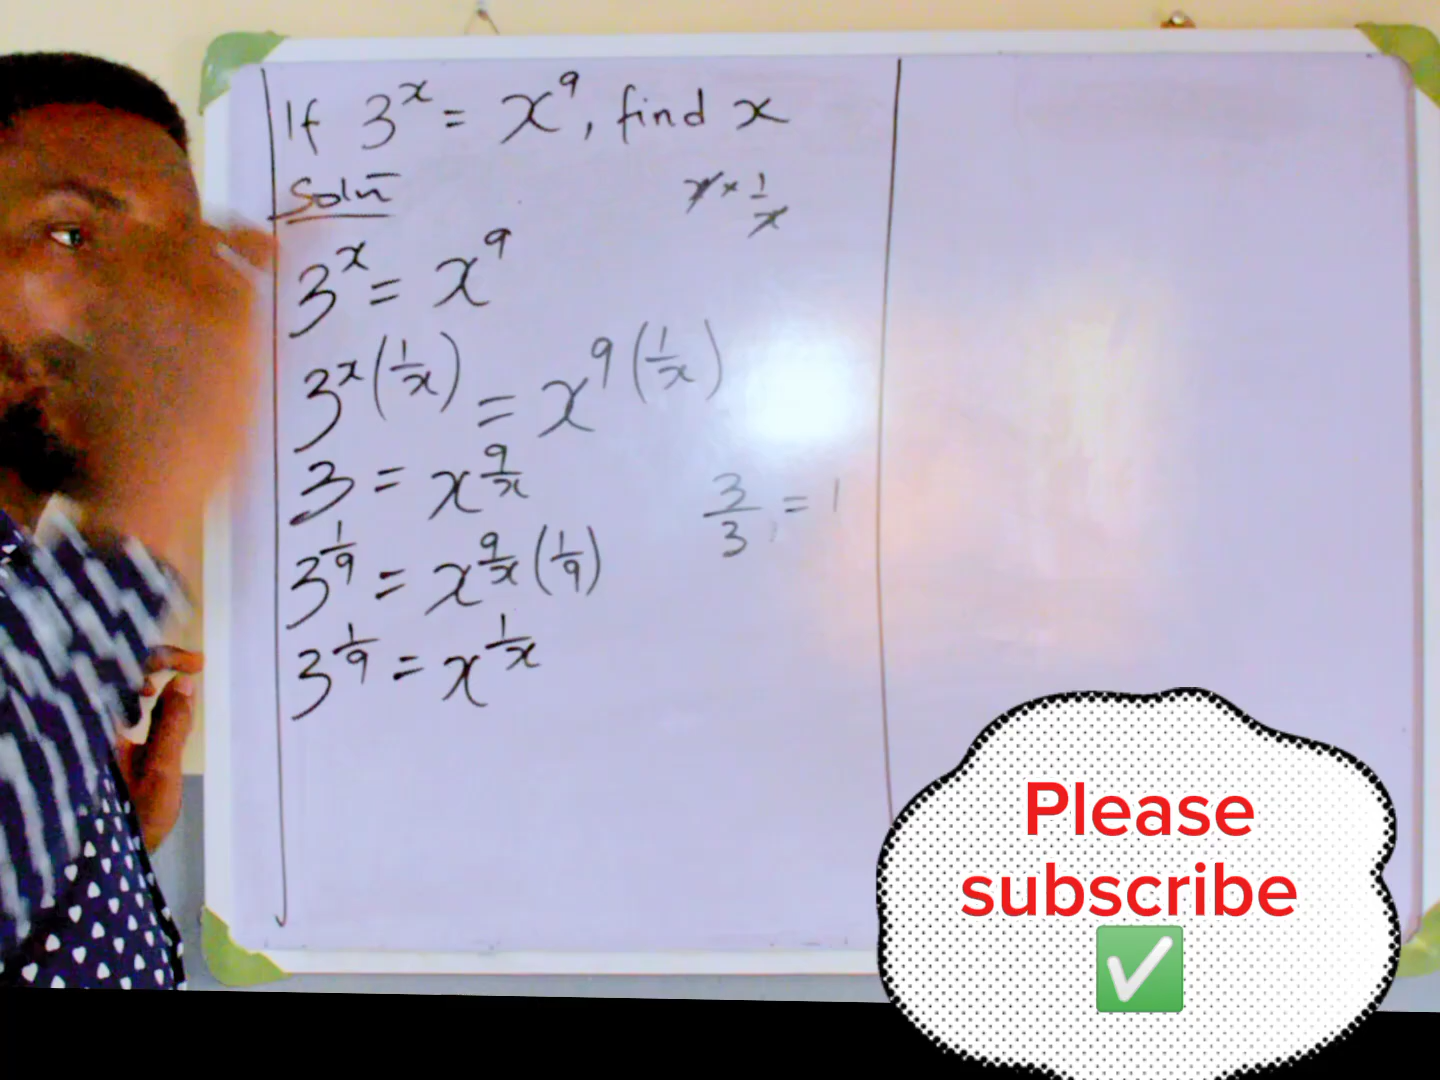 If 3^x = x^9, find x
Soln
x × 1/x
3^x = x^9
3^x(1/x) = x^9(1/x)
3 = x^9/x
3/3 = 1
3^1/9 = x^9/x(1/9)
3^1/9 = x^1/x
Please
subscribe